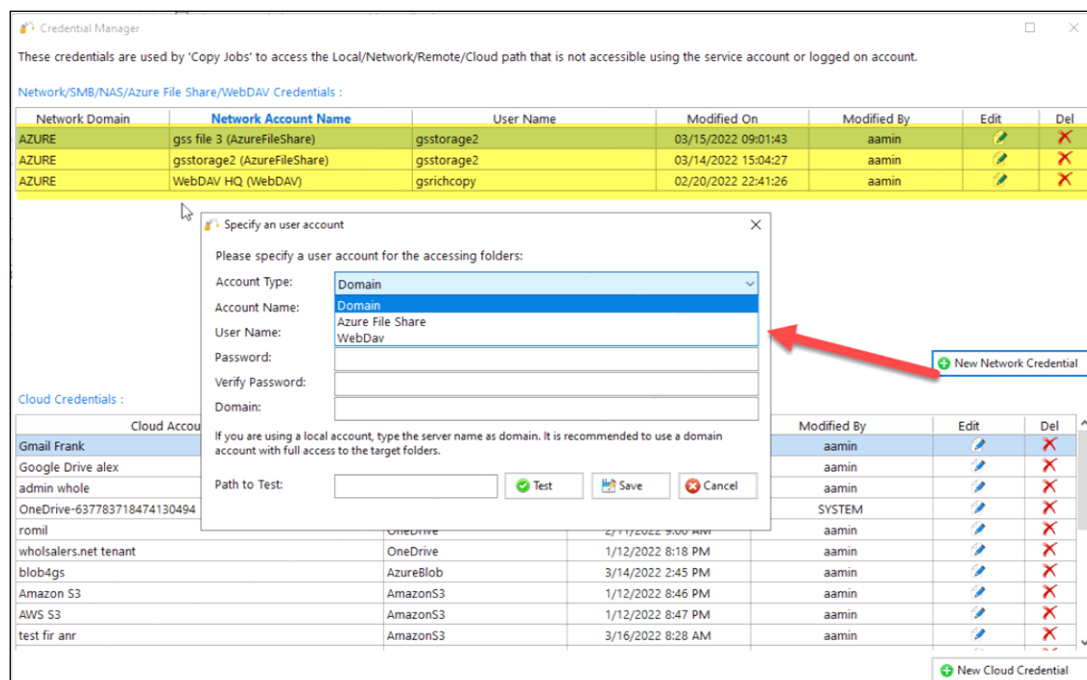 Credential Manager
These credentials are used by 'Copy Jobs' to access the Local/Network/Remote/Cloud path that is not accessible using the service account or logged on account.
Network/SMB/NAS/Azure File Share/WebDAV Credentials :
Network Domain Network Account Name User Name Modified On Modified By Edit Del
AZURE gss file 3 (AzureFileShare) gsstorage2 03/15/2022 09:01:43 aamin
AZURE gsstorage2 (AzureFileShare) gsstorage2 03/14/2022 15:04:27 aamin
AZURE WebDAV HQ (WebDAV) gsrichcopy 02/20/2022 22:41:26 aamin
Specify an user account
Please specify a user account for the accessing folders:
Account Type: Domain
Account Name: Domain
Azure File Share
User Name: WebDav
Password:
Verify Password:
Domain:
If you are using a local account, type the server name as domain. It is recommended to use a domain
account with full access to the target folders.
Path to Test: Test Save Cancel
New Network Credential
Cloud Credentials :
Cloud Accou Modified By Edit Del
Gmail Frank aamin
Google Drive alex aamin
admin whole aamin
OneDrive-637783718474130494 SYSTEM
romil OneDrive 2/11/2022 9:00 AM aamin
wholsalers.net tenant OneDrive 1/12/2022 8:18 PM aamin
blob4gs AzureBlob 3/14/2022 2:45 PM aamin
Amazon S3 AmazonS3 1/12/2022 8:46 PM aamin
AWS S3 AmazonS3 1/12/2022 8:47 PM aamin
test fir anr AmazonS3 3/16/2022 8:28 AM aamin
New Cloud Credential